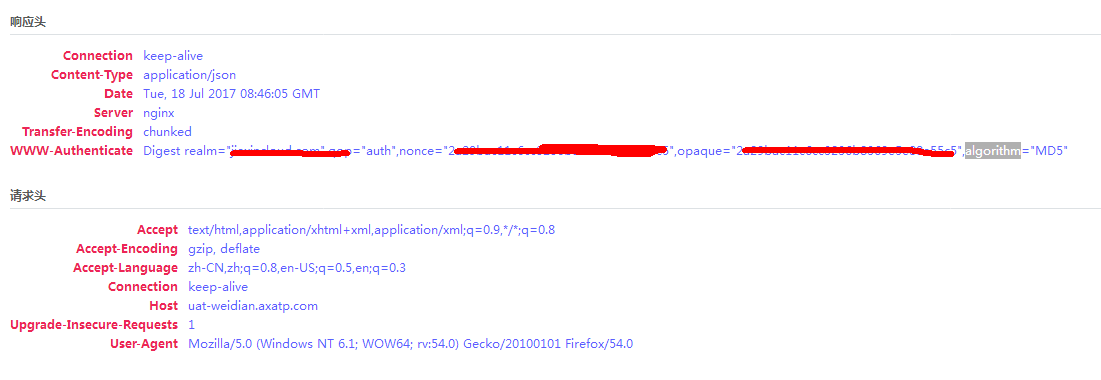 响应头
Connection keep-alive
Content-Type application/json
Date Tue, 18 Jul 2017 08:46:05 GMT
Server nginx
Transfer-Encoding chunked
WWW-Authenticate Digest realm=" ="auth",nonce=" ",opaque=" ",algorithm="MD5"
请求头
Accept text/html,application/xhtml+xml,application/xml;q=0.9,*/*;q=0.8
Accept-Encoding gzip, deflate
Accept-Language zh-CN,zh;q=0.8,en-US;q=0.5,en;q=0.3
Connection keep-alive
Host uat-weidian.axatp.com
Upgrade-Insecure-Requests 1
User-Agent Mozilla/5.0 (Windows NT 6.1; WOW64; rv:54.0) Gecko/20100101 Firefox/54.0